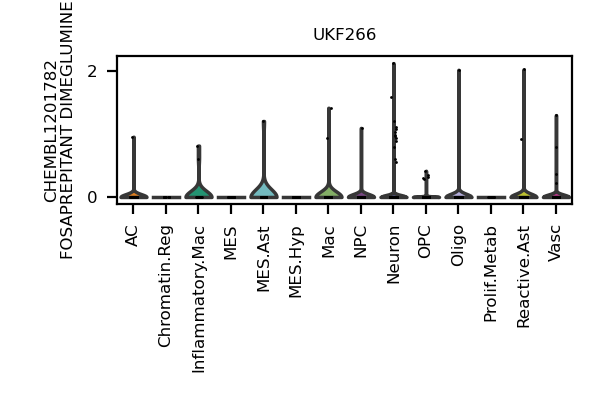 UKF266
CHEMBL1201782
FOSAPREPITANT DIMEGLUMINE
2
0
AC
Chromatin.Reg
Inflammatory.Mac
MES
MES.Ast
MES.Hyp
Mac
NPC
Neuron
OPC
Oligo
Prolif.Metab
Reactive.Ast
Vasc